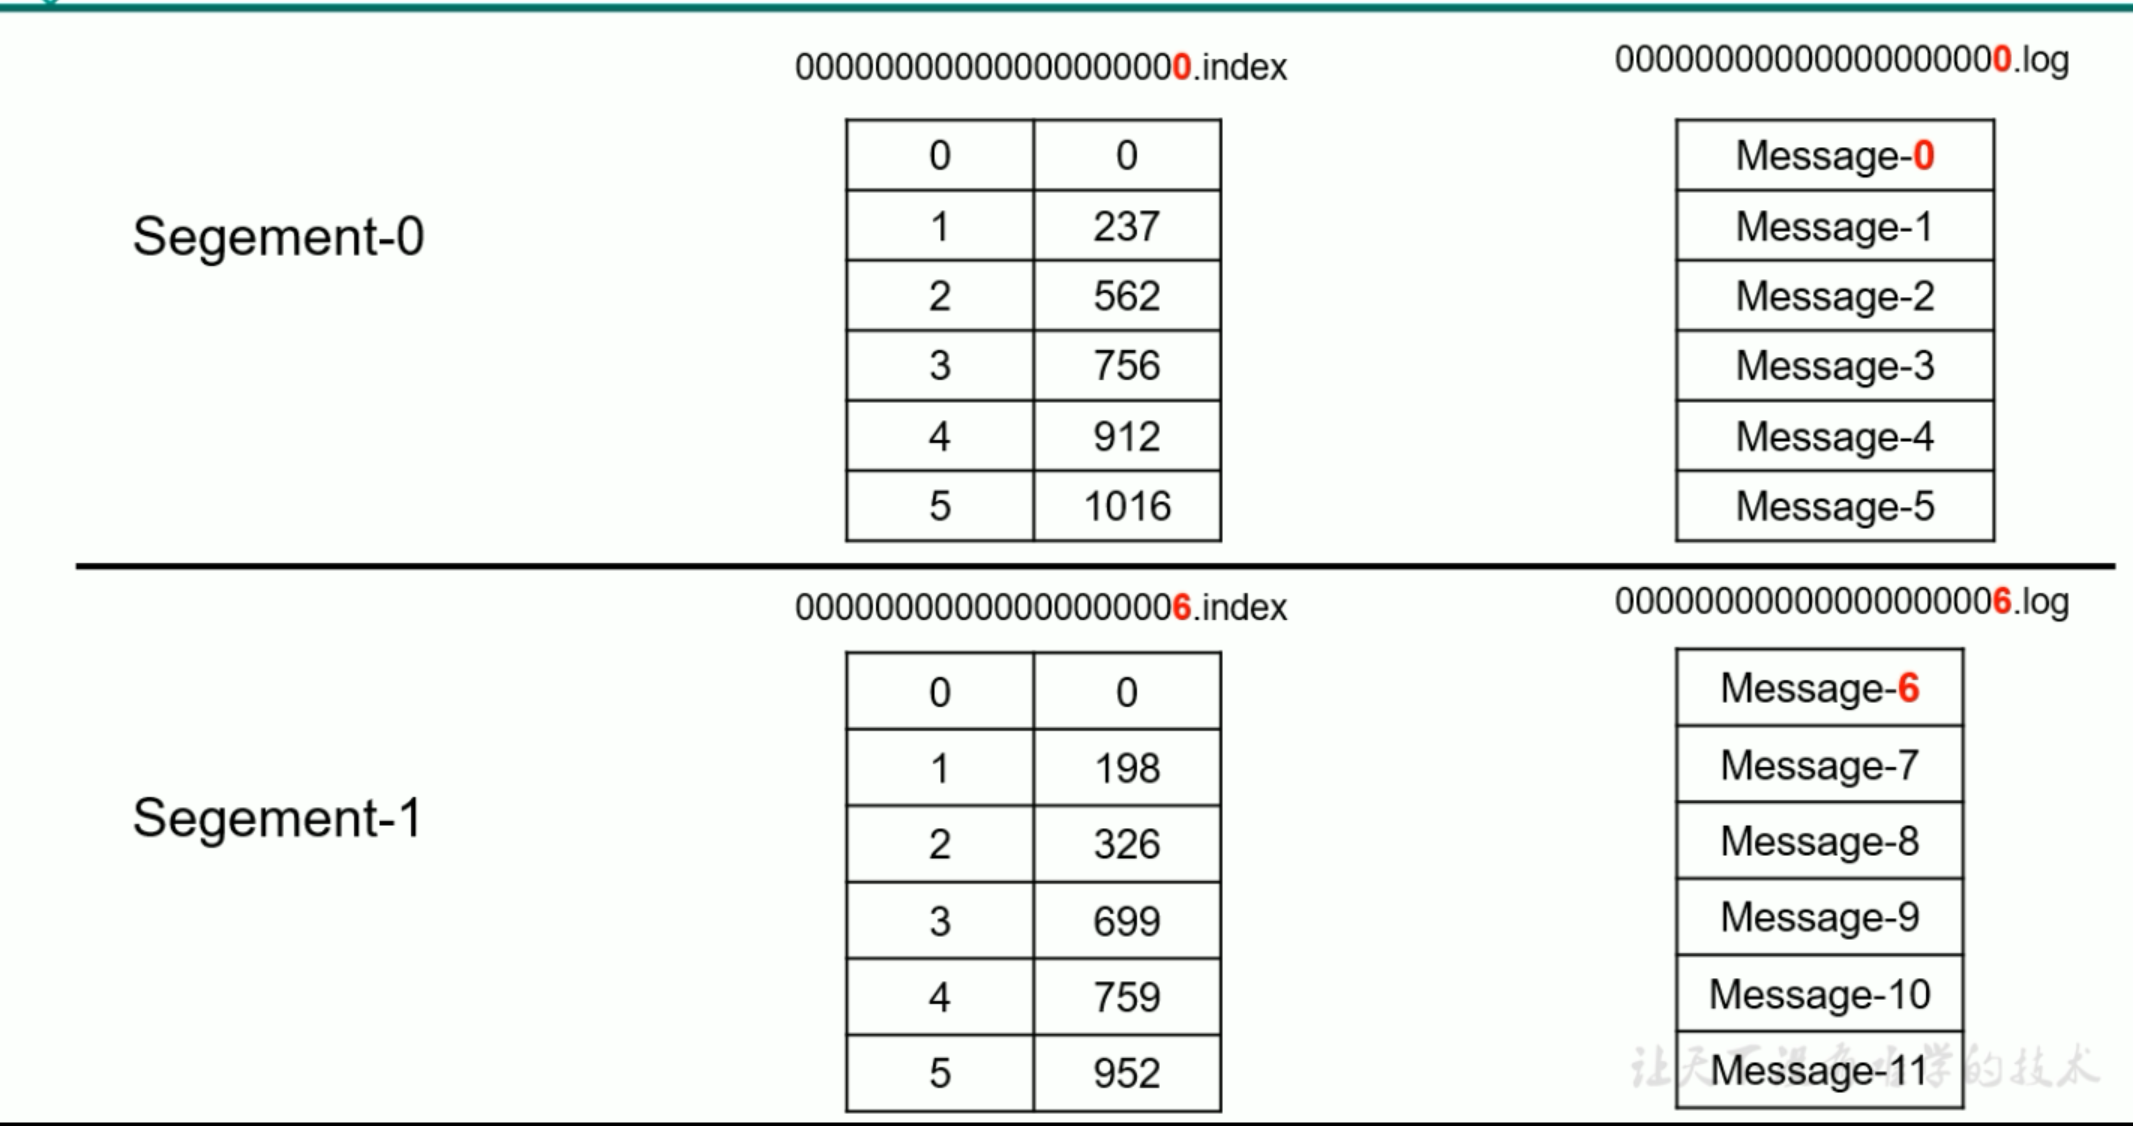 00000000000000000000.index
00000000000000000000.log
Segement-0
0 0
1 237
2 562
3 756
4 912
5 1016
Message-0
Message-1
Message-2
Message-3
Message-4
Message-5
00000000000000000006.index
00000000000000000006.log
Segement-1
0 0
1 198
2 326
3 699
4 759
5 952
Message-6
Message-7
Message-8
Message-9
Message-10
Message-11
让天下没有难学的技术